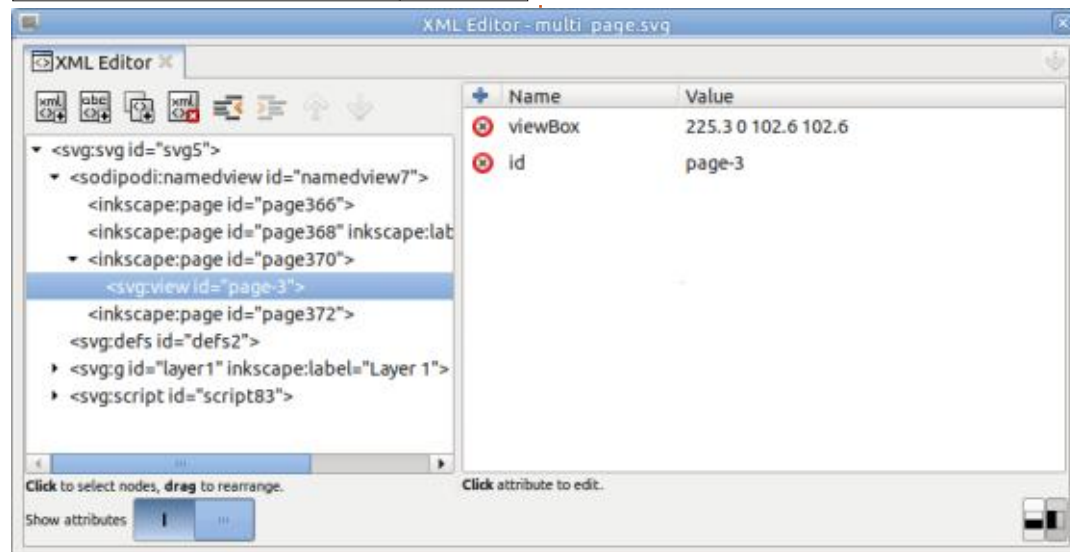 XML Editor - multi_page.svg
XML Editor
Name Value
viewBox 225.3 0 102.6 102.6
id page-3
<svg:svg id="svg5">
<sodipodi:namedview id="namedview7">
<inkscape:page id="page366">
<inkscape:page id="page368" inkscape:lab
<inkscape:page id="page370">
<svg:view id="page-3">
<inkscape:page id="page372">
<svg:defs id="defs2">
<svg:g id="layer1" inkscape:label="Layer 1">
<svg:script id="script83">
Click to select nodes, drag to rearrange.
Click attribute to edit.
Show attributes